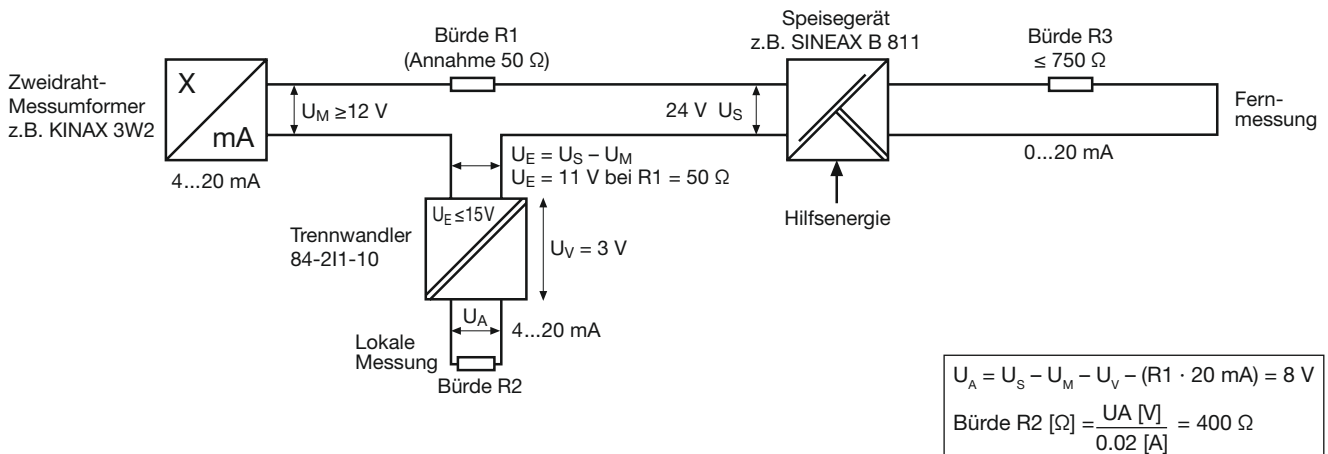 Zweidraht-
Messumformer
z.B. KINAX 3W2
X
mA
4...20 mA
Bürde R1
(Annahme 50 Ω)
U_M ≥12 V
24 V U_S
Speisegerät
z.B. SINEAX B 811
Hilfsenergie
Bürde R3
≤ 750 Ω
0...20 mA
Fern-
messung
U_E = U_S – U_M
U_E = 11 V bei R1 = 50 Ω
Trennwandler
84-2I1-10
U_E ≤15V
U_V = 3 V
U_A
4...20 mA
Lokale
Messung
Bürde R2
U_A = U_S – U_M – U_V – (R1 · 20 mA) = 8 V
Bürde R2 [Ω] = UA [V] / 0.02 [A] = 400 Ω